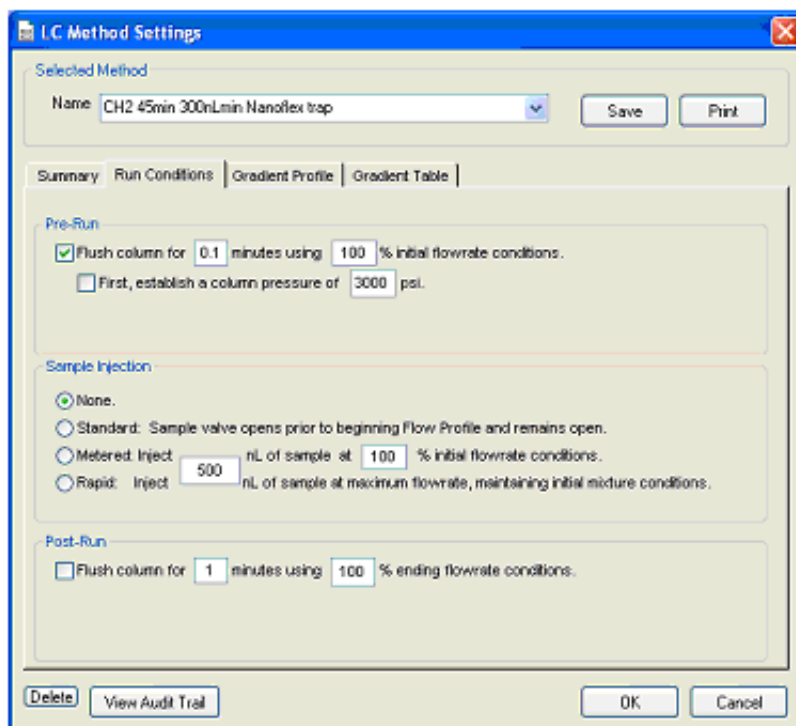 LC Method Settings
Selected Method
Name CH2 45min 300nLmin Nanoflex trap
Save Print
Summary Run Conditions Gradient Profile Gradient Table
Pre-Run
Flush column for 0.1 minutes using 100 % initial flowrate conditions.
First, establish a column pressure of 3000 psi.
Sample Injection
None.
Standard: Sample valve opens prior to beginning Flow Profile and remains open.
Metered: Inject nL of sample at 100 % initial flowrate conditions.
500
Rapid: Inject nL of sample at maximum flowrate, maintaining initial mixture conditions.
Post-Run
Flush column for 1 minutes using 100 % ending flowrate conditions.
Delete View Audit Trail OK Cancel